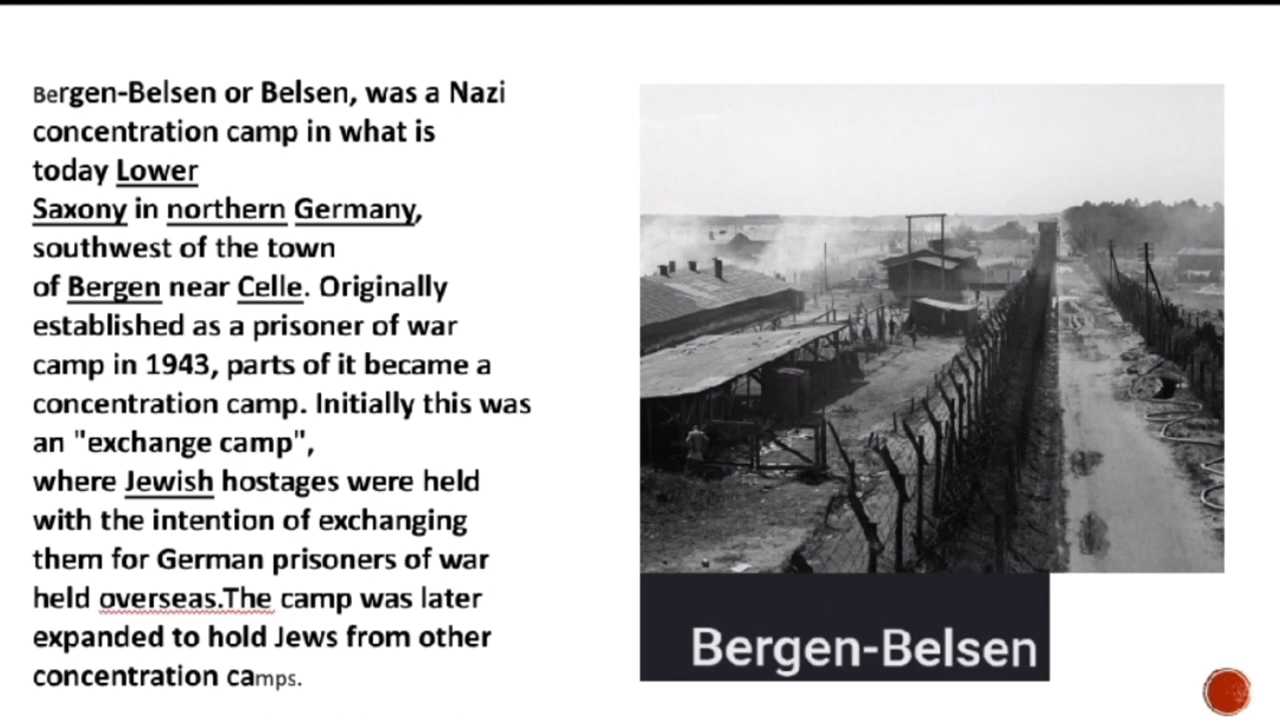 Bergen-Belsen or Belsen, was a Nazi
concentration camp in what is
today Lower
Saxony in northern Germany,
southwest of the town
of Bergen near Celle. Originally
established as a prisoner of war
camp in 1943, parts of it became a
concentration camp. Initially this was
an "exchange camp",
where Jewish hostages were held
with the intention of exchanging
them for German prisoners of war
held overseas.The camp was later
expanded to hold Jews from other
concentration camps.
Bergen-Belsen